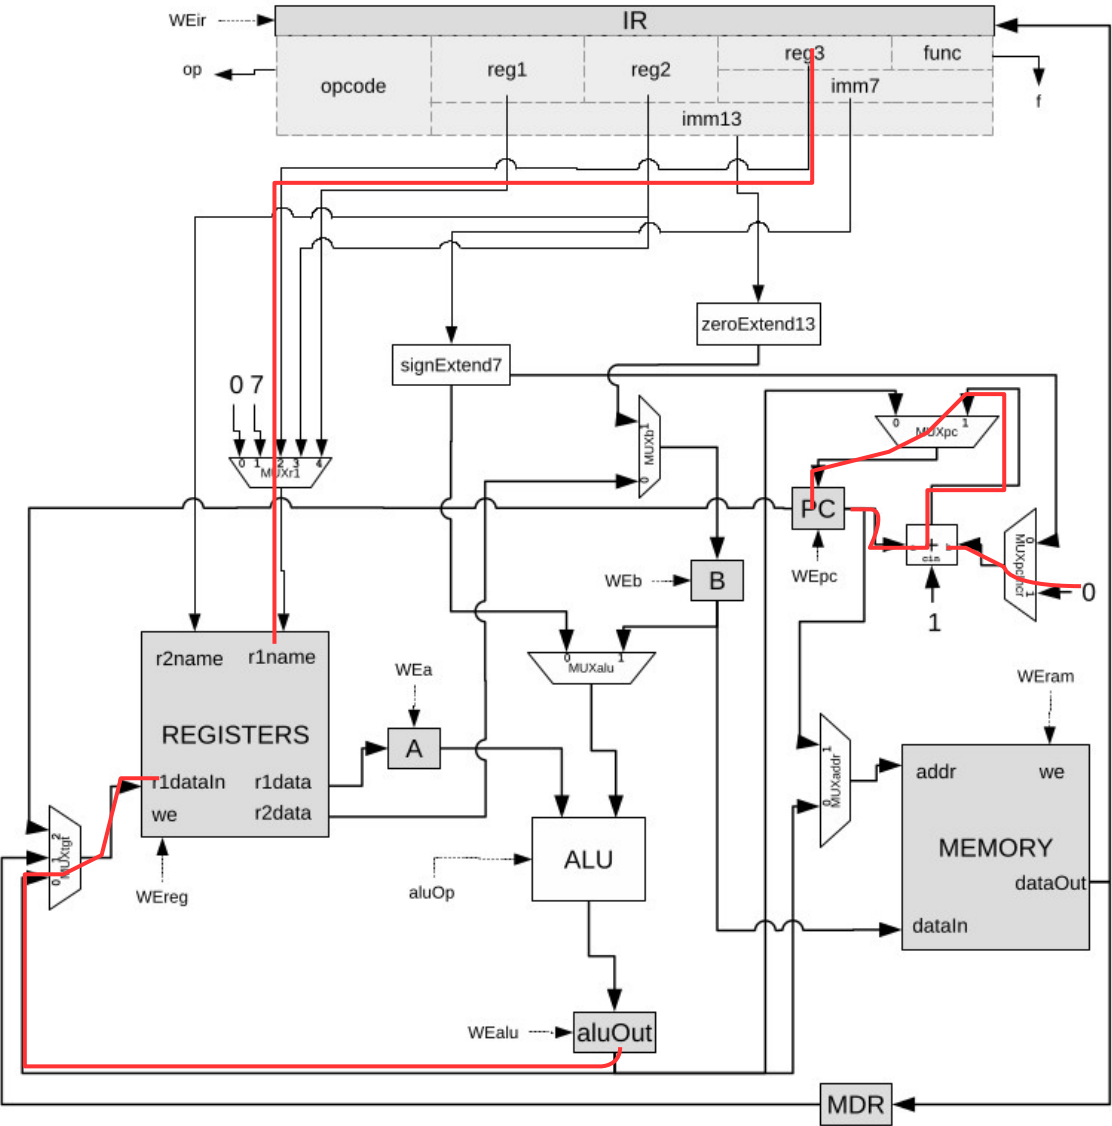 WEir
IR
op
opcode
reg1
reg2
reg3
func
imm7
f
imm13
zeroExtend13
signExtend7
0 7
0 1 2 3 4
MUXr1
MUXb
1
0
0
1
MUXpc
PC
WEpc
+
cin
1
MUXpcincr
0
1
0
WEb
B
r2name
r1name
REGISTERS
r1dataIn
r1data
we
r2data
WEreg
WEa
A
0
1
MUXalu
WEram
MUXaddr
1
0
addr
we
MEMORY
dataOut
dataIn
MUXtgt
2
1
0
ALU
aluOp
WEalu
aluOut
MDR